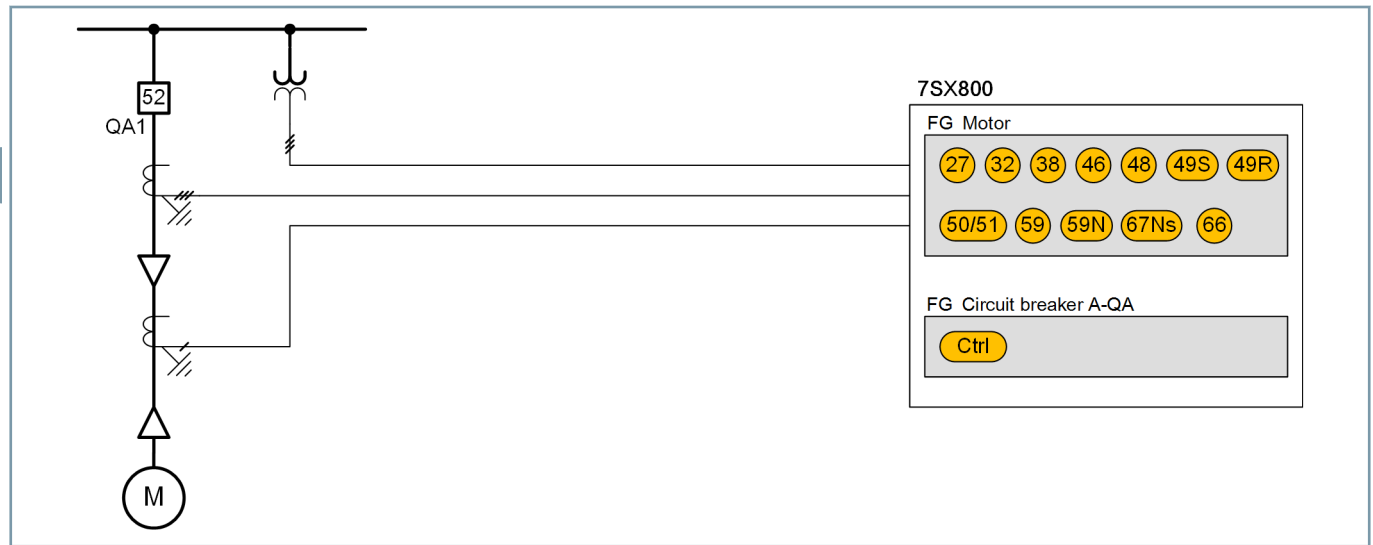 52
QA1
7SX800
FG Motor
27 32 38 46 48 49S 49R
50/51 59 59N 67Ns 66
FG Circuit breaker A-QA
Ctrl
M